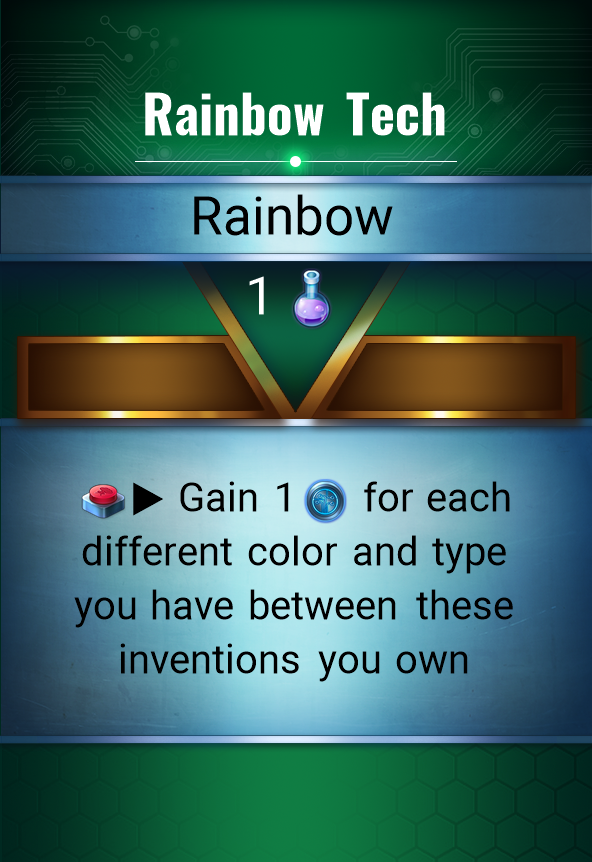 Rainbow Tech
Rainbow
1
▶ Gain 1 for each
different color and type
you have between these
inventions you own